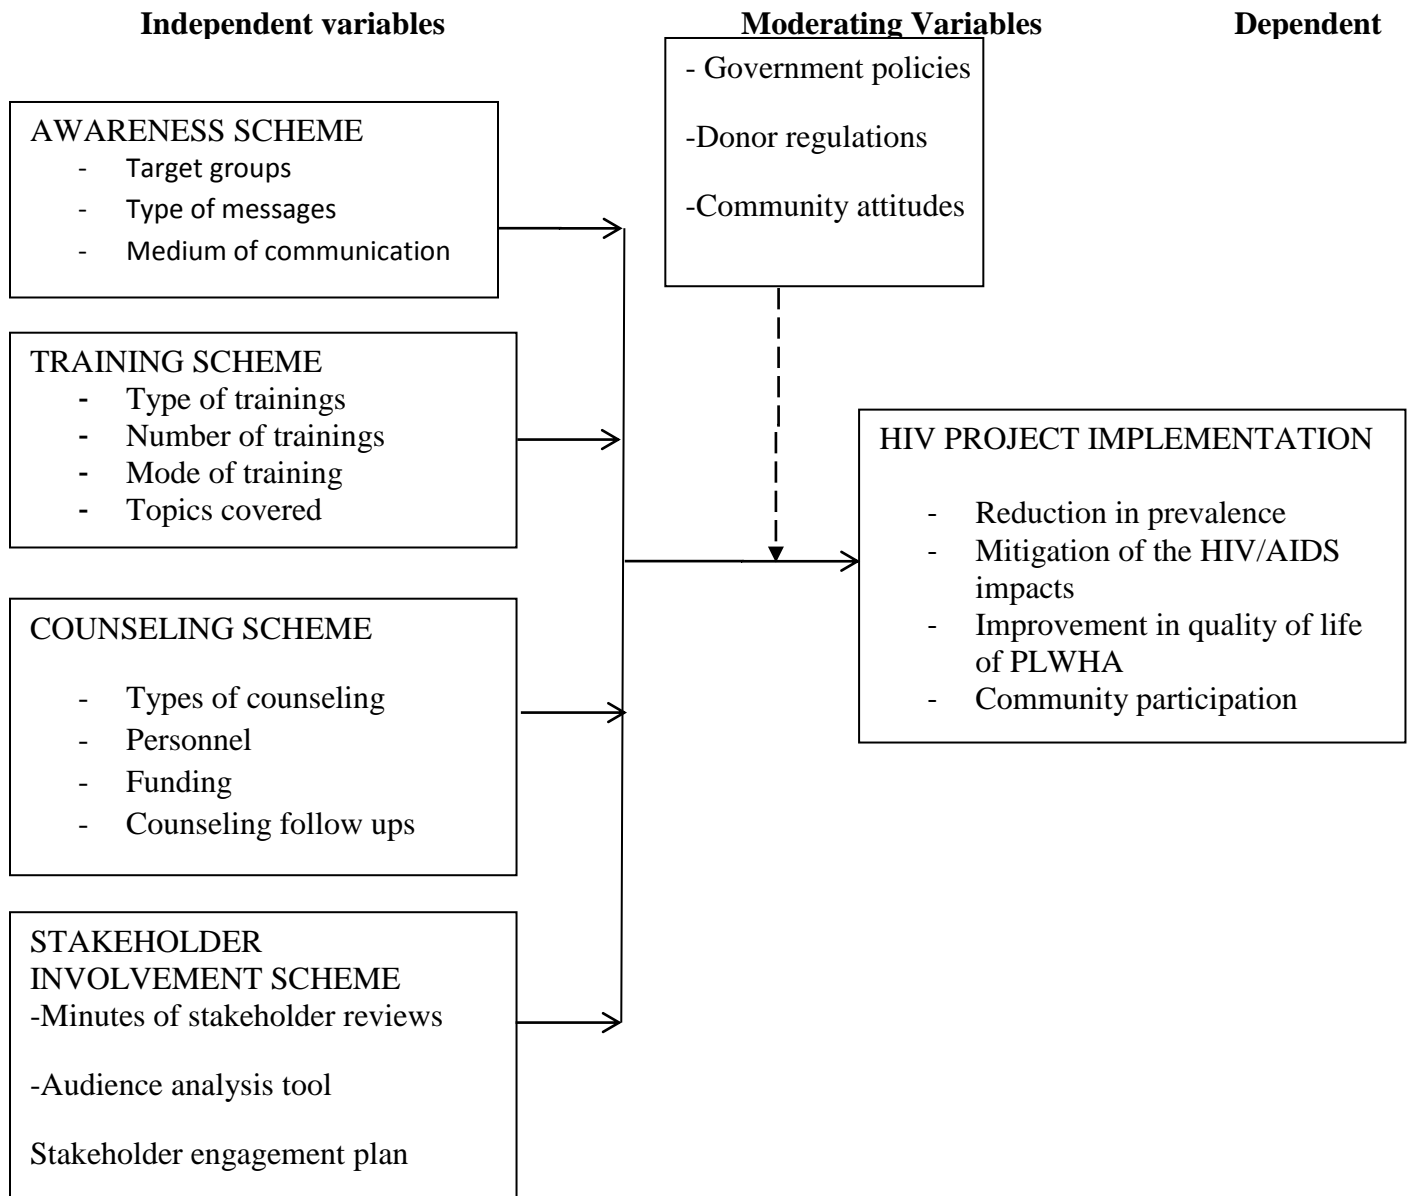 Independent variables
Moderating Variables
Dependent
- Government policies
-Donor regulations
-Community attitudes
AWARENESS SCHEME
- Target groups
- Type of messages
- Medium of communication
TRAINING SCHEME
- Type of trainings
- Number of trainings
- Mode of training
- Topics covered
HIV PROJECT IMPLEMENTATION
- Reduction in prevalence
- Mitigation of the HIV/AIDS
impacts
- Improvement in quality of life
of PLWHA
- Community participation
COUNSELING SCHEME
- Types of counseling
- Personnel
- Funding
- Counseling follow ups
STAKEHOLDER
INVOLVEMENT SCHEME
-Minutes of stakeholder reviews
-Audience analysis tool
Stakeholder engagement plan